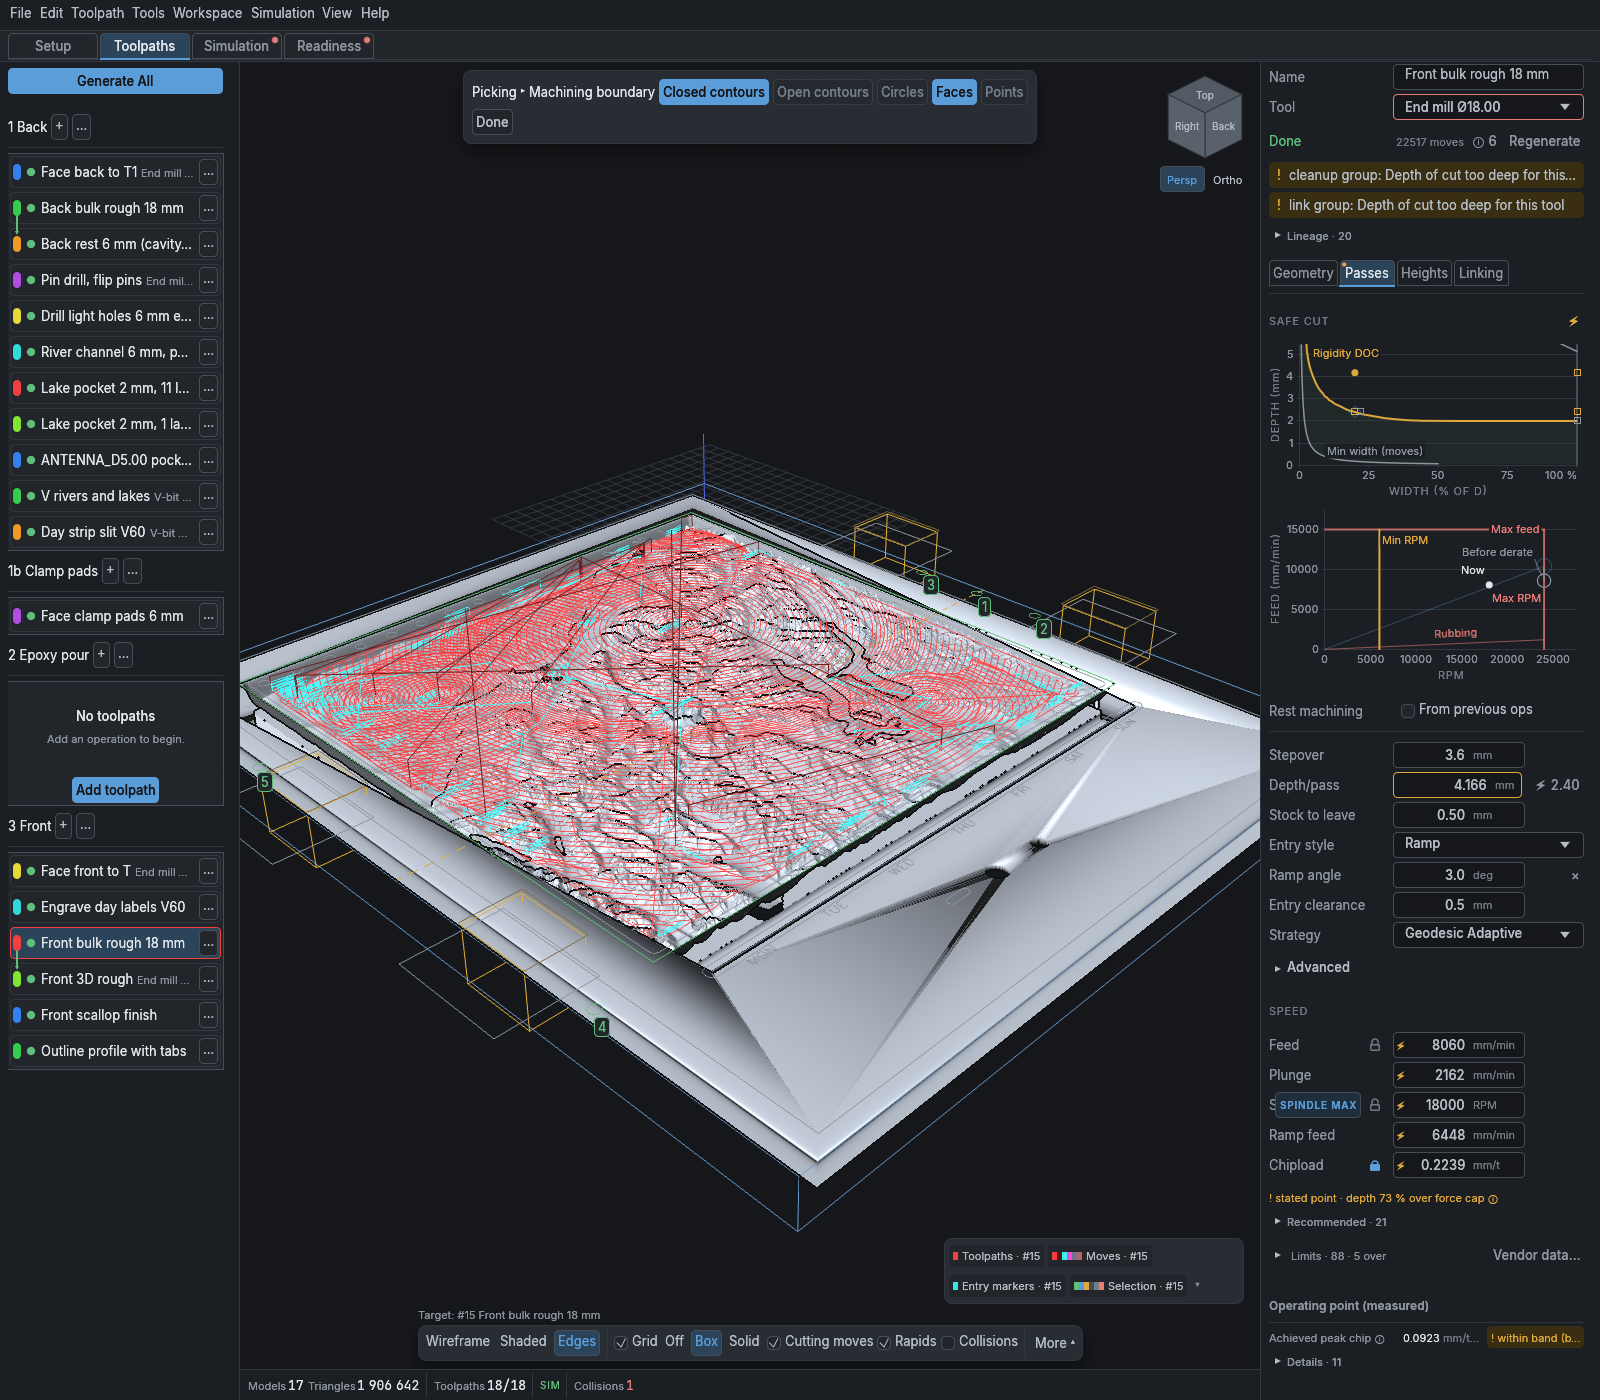 File Edit Toolpath Tools Workspace Simulation View Help
Setup Toolpaths Simulation Readiness
Generate All
1 Back + ...
Face back to T1 End mill ... ...
Back bulk rough 18 mm ...
Back rest 6 mm (cavity... ...
Pin drill, flip pins End mil... ...
Drill light holes 6 mm e... ...
River channel 6 mm, p... ...
Lake pocket 2 mm, 11 l... ...
Lake pocket 2 mm, 1 la... ...
ANTENNA_D5.00 pock... ...
V rivers and lakes V-bit ... ...
Day strip slit V60 V-bit ... ...
1b Clamp pads + ...
Face clamp pads 6 mm ...
2 Epoxy pour + ...
No toolpaths
Add an operation to begin.
Add toolpath
3 Front + ...
Face front to T End mill ... ...
Engrave day labels V60 ...
Front bulk rough 18 mm ...
Front 3D rough End mill ... ...
Front scallop finish ...
Outline profile with tabs ...
Picking ▸ Machining boundary Closed contours Open contours Circles Faces Points
Done
Top
Right Back
Persp Ortho
3
1
2
5
4
SUN
SAT
FRI
THU
WED
TUE
MON
Toolpaths · #15 Moves · #15
Entry markers · #15 Selection · #15
Target: #15 Front bulk rough 18 mm
Wireframe Shaded Edges Grid Off Box Solid Cutting moves Rapids Collisions More
Models 17 Triangles 1 906 642 Toolpaths 18/18 SIM Collisions 1
Name Front bulk rough 18 mm
Tool End mill Ø18.00
Done 22517 moves 6 Regenerate
! cleanup group: Depth of cut too deep for this...
! link group: Depth of cut too deep for this tool
Lineage · 20
Geometry Passes Heights Linking
SAFE CUT
DEPTH (mm)
5
4
3
2
1
0
Rigidity DOC
Min width (moves)
0 25 50 75 100 %
WIDTH (% OF D)
FEED (mm/min)
15000
10000
5000
0
Max feed
Min RPM
Before derate
Now
Max RPM
Rubbing
0 5000 10000 15000 20000 25000
RPM
Rest machining From previous ops
Stepover 3.6 mm
Depth/pass 4.166 mm 2.40
Stock to leave 0.50 mm
Entry style Ramp
Ramp angle 3.0 deg ×
Entry clearance 0.5 mm
Strategy Geodesic Adaptive
Advanced
SPEED
Feed 8060 mm/min
Plunge 2162 mm/min
S SPINDLE MAX 18000 RPM
Ramp feed 6448 mm/min
Chipload 0.2239 mm/t
! stated point · depth 73 % over force cap
Recommended · 21
Limits · 88 · 5 over Vendor data...
Operating point (measured)
Achieved peak chip 0.0923 mm/t... ! within band (b...
Details · 11